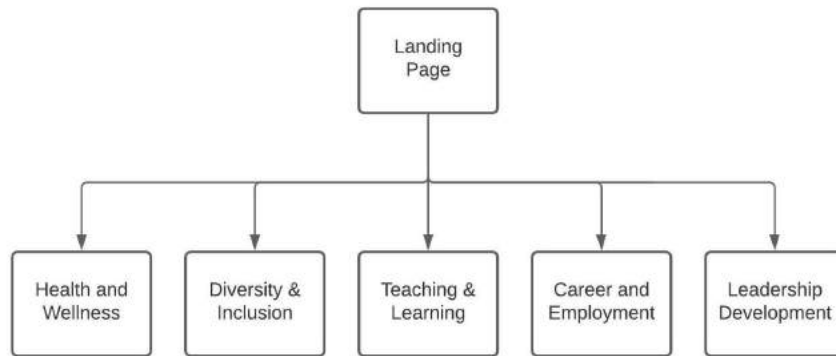 Landing
Page
Health and
Wellness
Diversity &
Inclusion
Teaching &
Learning
Career and
Employment
Leadership
Development